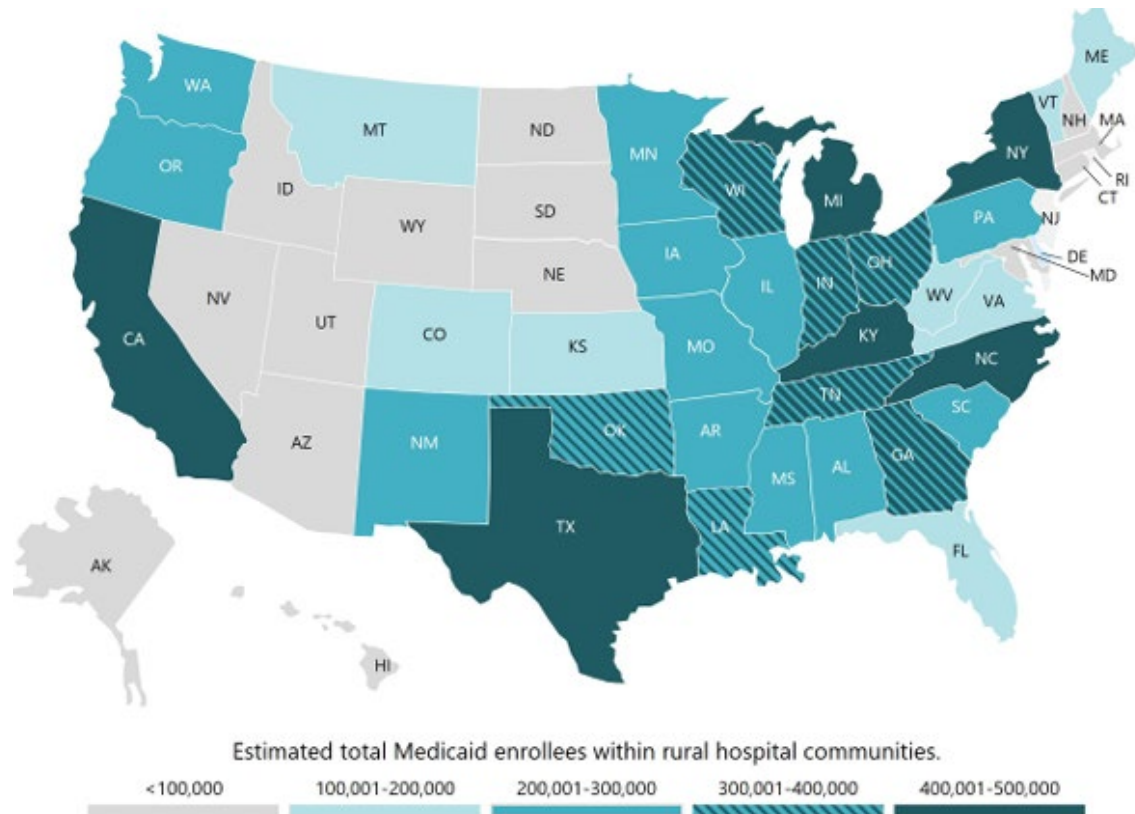 ME
WA
VT
MT
ND
NH
MA
MN
OR
NY
ID
WI
SD
MI
RI
WY
CT
PA
NJ
IA
NE
OH
DE
NV
IL
IN
MD
UT
WV
VA
CO
CA
KS
MO
KY
NC
TN
SC
OK
AR
AZ
NM
GA
MS
AL
TX
LA
FL
AK
HI
Estimated total Medicaid enrollees within rural hospital communities.
<100,000 100,001-200,000 200,001-300,000 300,001-400,000 400,001-500,000